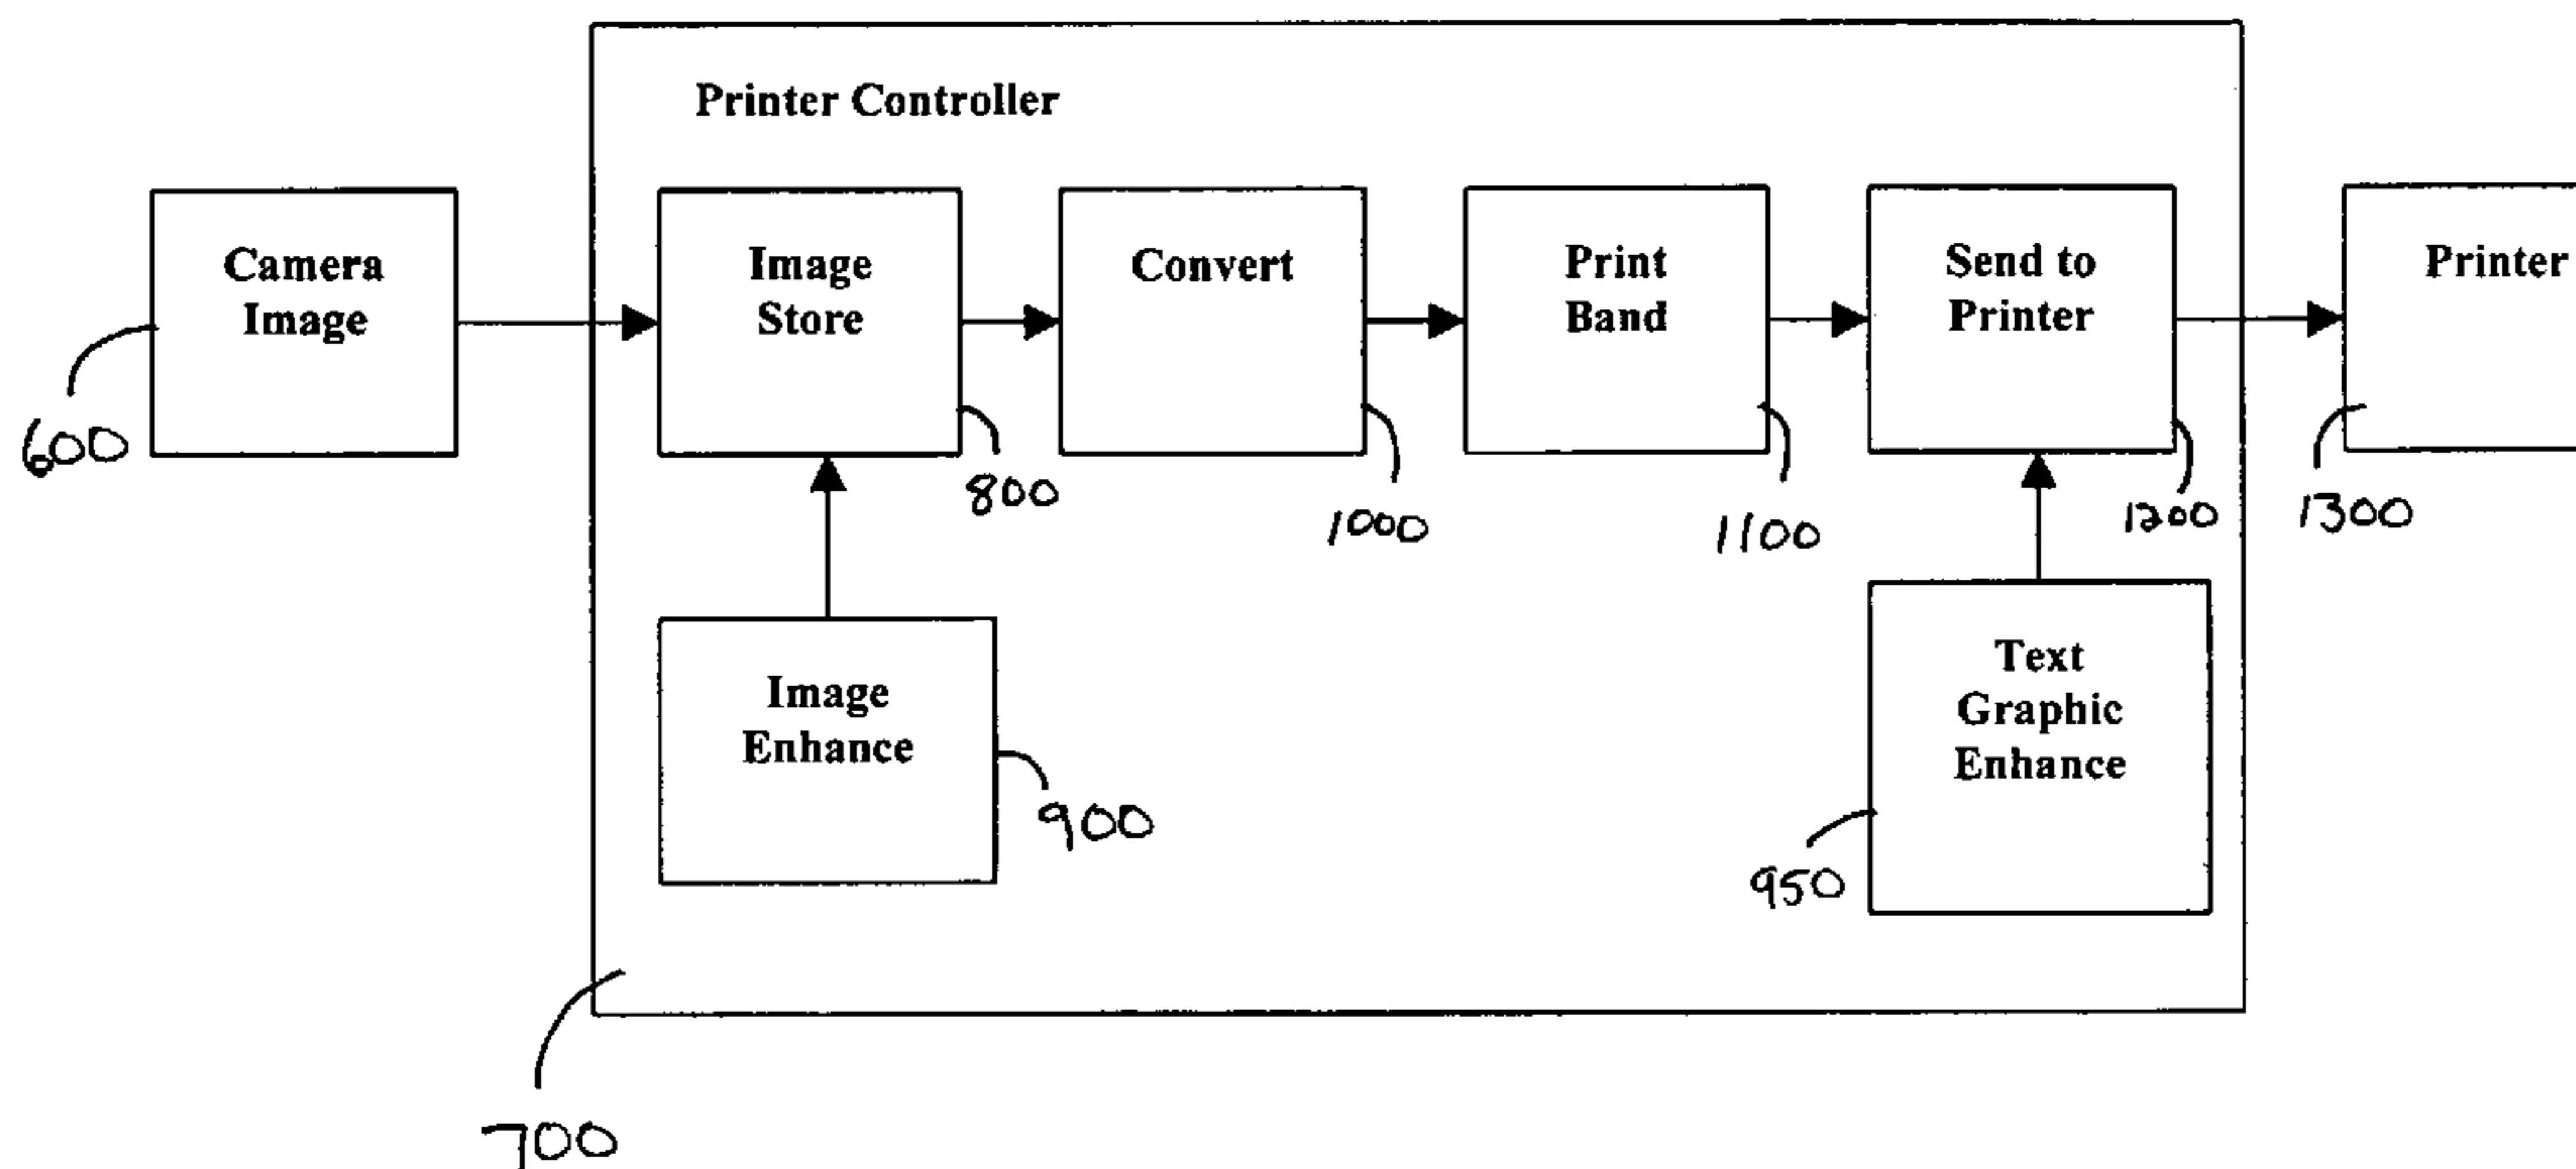 Printer Controller
Camera
Image
Image
Store
Convert
Print
Band
Send to
Printer
Printer
600
800
1000
1100
1200
1300
Image
Enhance
Text
Graphic
Enhance
900
950
700